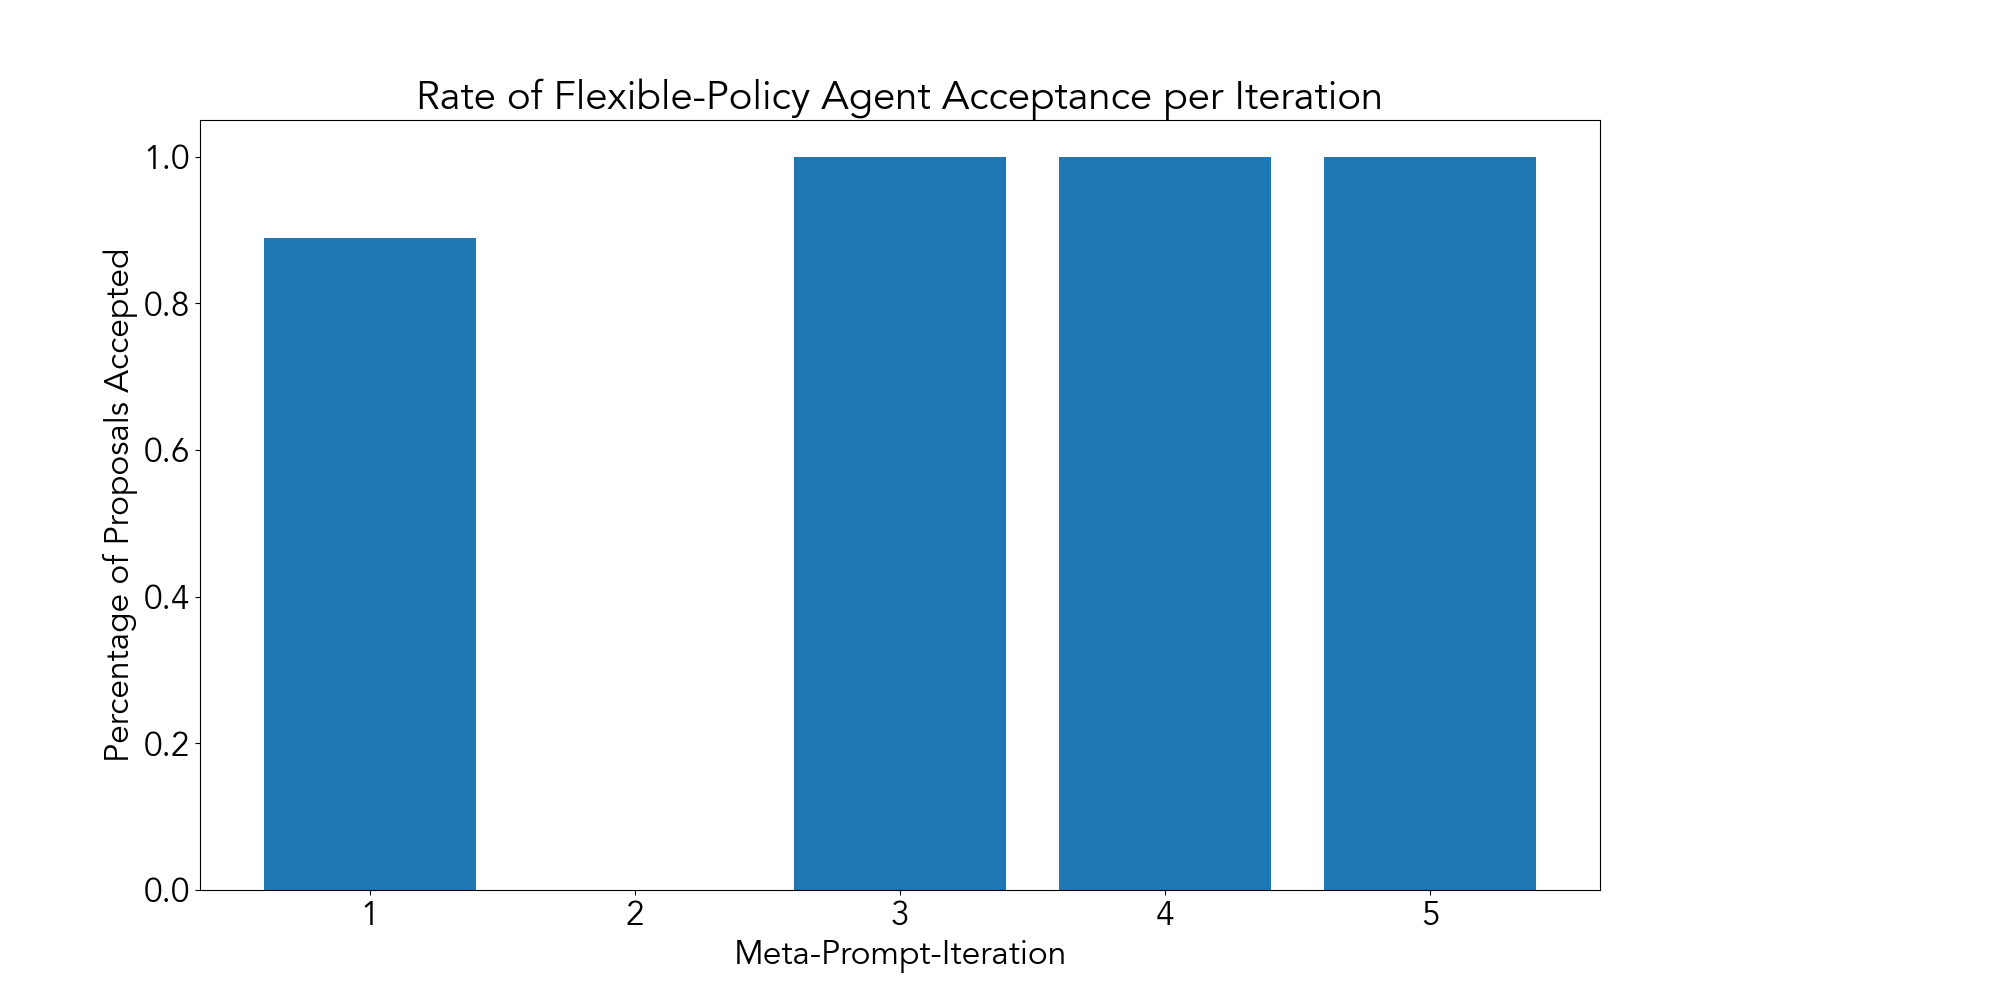 Rate of Flexible-Policy Agent Acceptance per Iteration
Percentage of Proposals Accepted
1.0
0.8
0.6
0.4
0.2
0.0
1 2 3 4 5
Meta-Prompt-Iteration